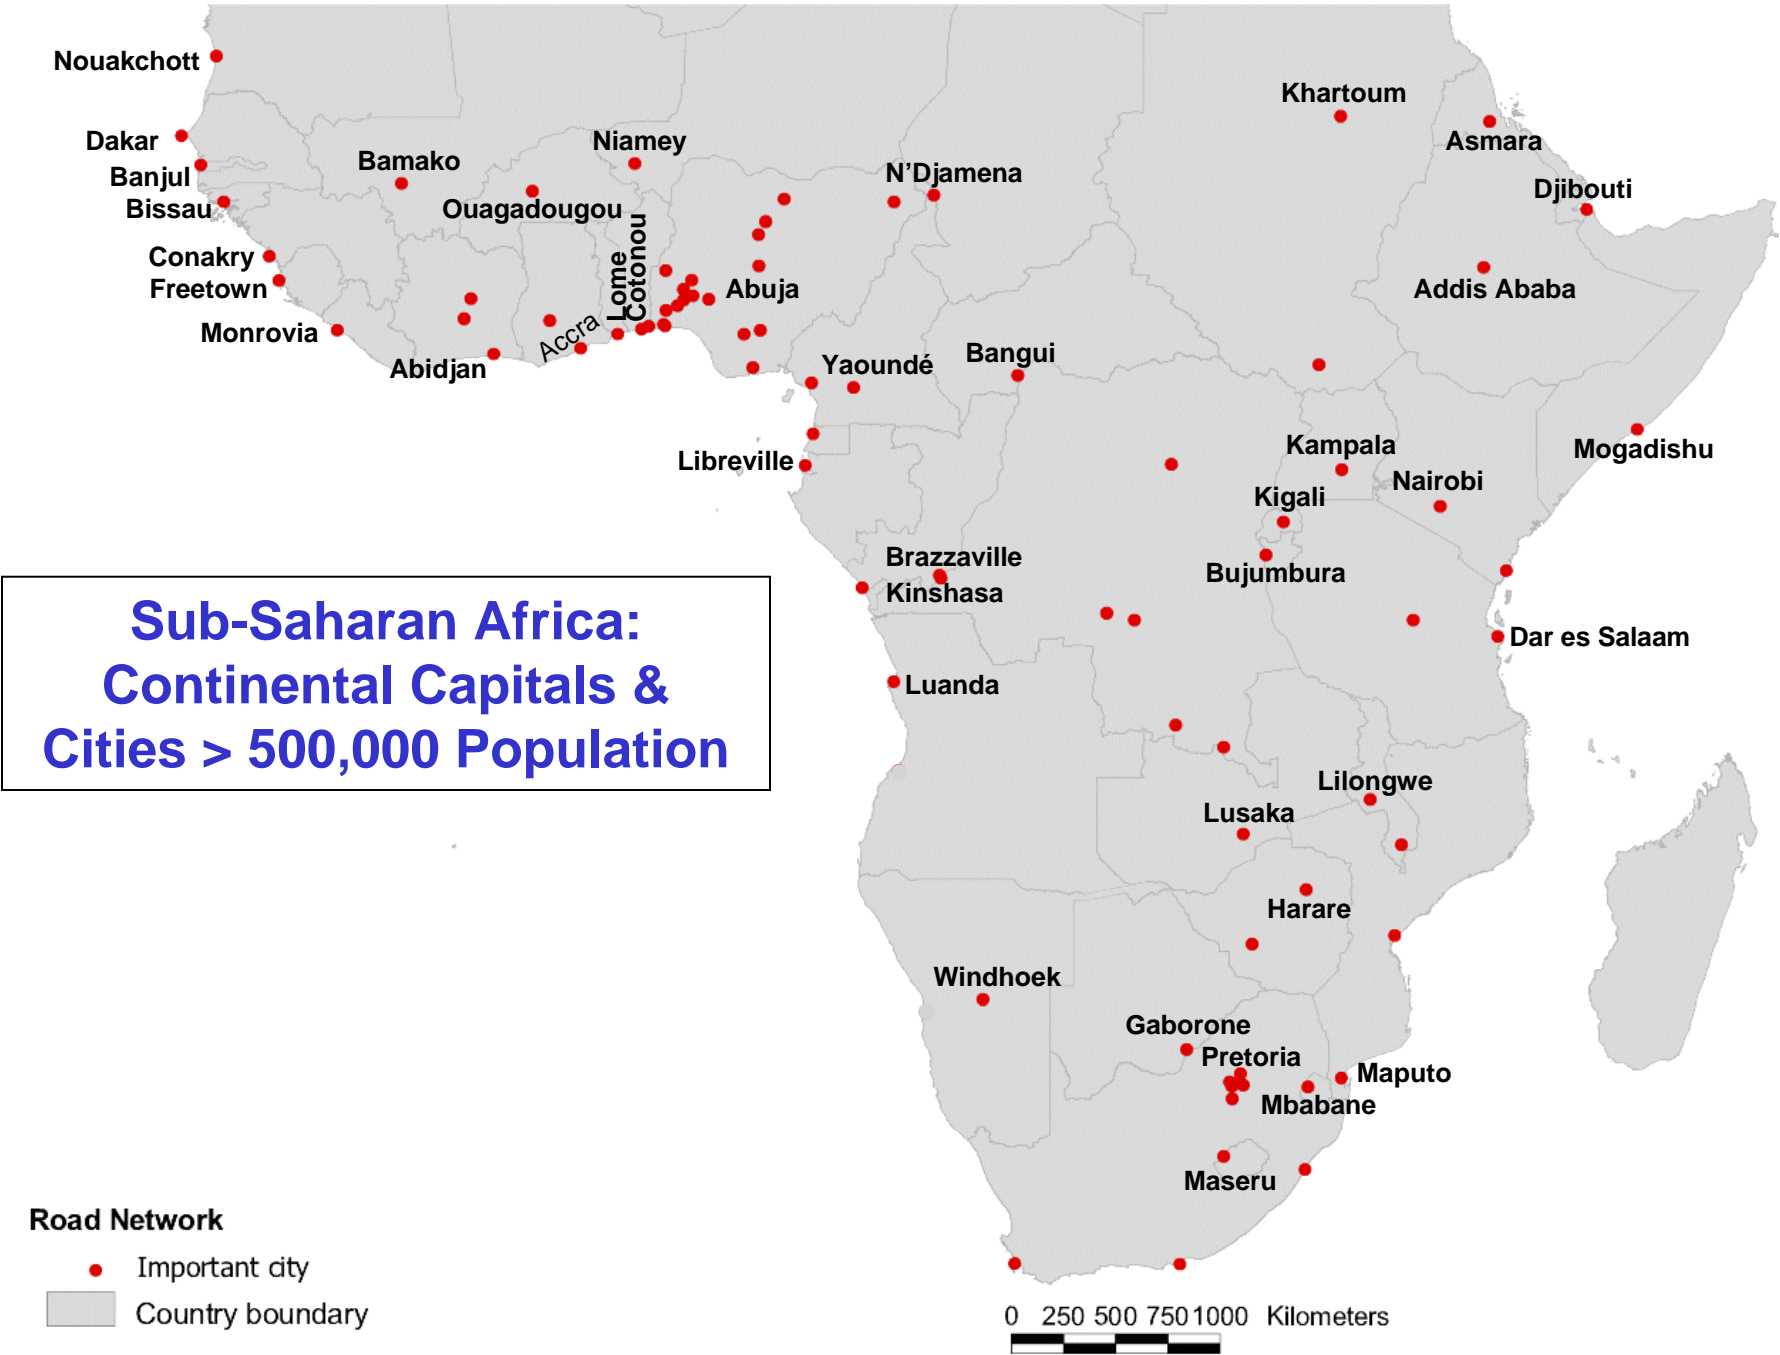 Nouakchott
Khartoum
Dakar
Niamey
Asmara
Bamako
Banjul
N’Djamena
Djibouti
Bissau
Ouagadougou
Lome
Cotonou
Conakry
Freetown
Abuja
Addis Ababa
Monrovia
Accra
Abidjan
Yaoundé
Bangui
Kampala
Mogadishu
Libreville
Nairobi
Kigali
Brazzaville
Bujumbura
Kinshasa
Sub-Saharan Africa:
Continental Capitals &
Cities > 500,000 Population
Dar es Salaam
Luanda
Lilongwe
Lusaka
Harare
Windhoek
Gaborone
Pretoria
Maputo
Mbabane
Maseru
Road Network
Important city
Country boundary
0 250 500 750 1000 Kilometers